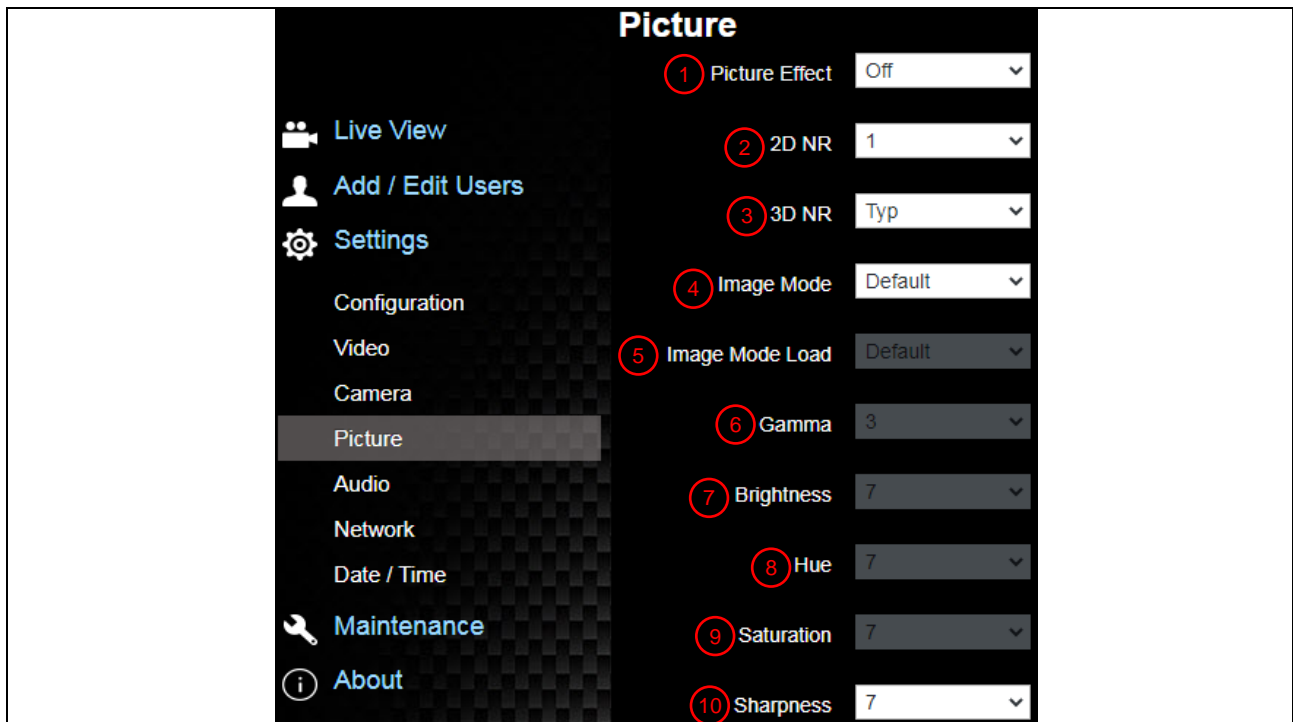 Picture
1 Picture Effect Off
Live View
2 2D NR 1
Add / Edit Users
3 3D NR Typ
Settings
4 Image Mode Default
Configuration
Video
5 Image Mode Load Default
Camera
6 Gamma 3
Picture
Audio
7 Brightness 7
Network
Date / Time
8 Hue 7
Maintenance
9 Saturation 7
About
10 Sharpness 7